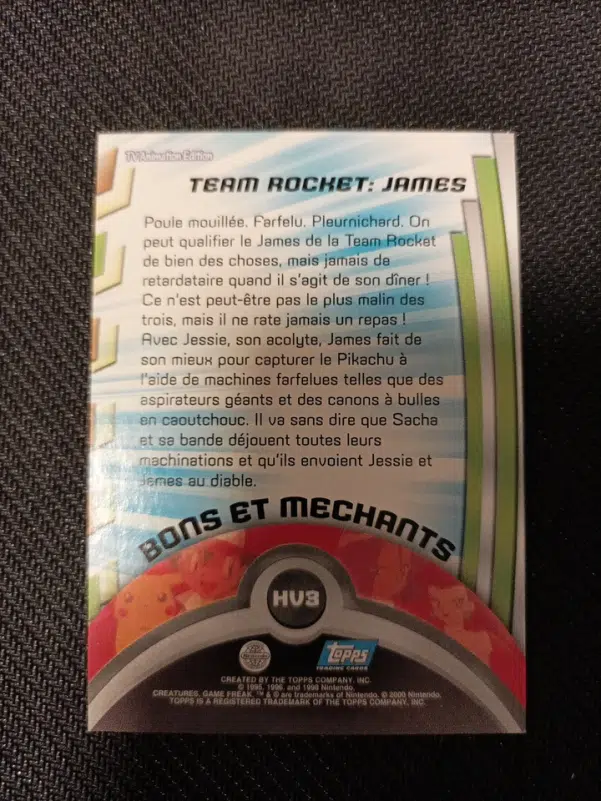 TV Animation Edition
TEAM ROCKET: JAMES
Poule mouillée. Farfelu. Pleurnichard. On
peut qualifier le James de la Team Rocket
de bien des choses, mais jamais de
retardataire quand il s'agit de son dîner !
Ce n'est peut-être pas le plus malin des
trois, mais il ne rate jamais un repas !
Avec Jessie, son acolyte, James fait de
son mieux pour capturer le Pikachu à
l'aide de machines farfelues telles que des
aspirateurs géants et des canons à bulles
en caoutchouc. Il va sans dire que Sacha
et sa bande déjouent toutes leurs
machinations et qu'ils envoient Jessie et
James au diable.
BONS ET MECHANTS
HV3
TOPPS
TRADING CARDS
CREATED BY THE TOPPS COMPANY, INC.
© 1995, 1996, and 1998 Nintendo,
CREATURES, GAME FREAK. ™ & ® are trademarks of Nintendo. © 2000 Nintendo.
TOPPS IS A REGISTERED TRADEMARK OF THE TOPPS COMPANY, INC.